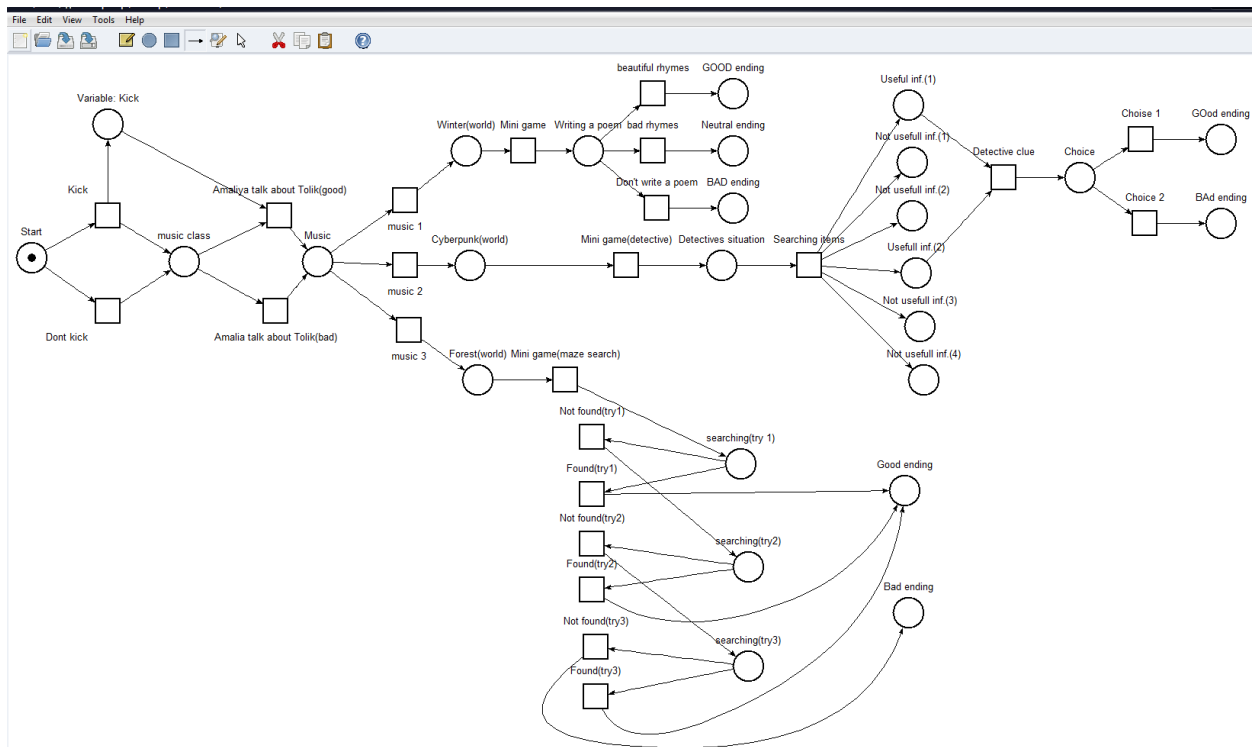 File Edit View Tools Help
beautiful rhymes GOOD ending
Variable: Kick
Useful inf.(1)
Winter(world) Mini game Writing a poem bad rhymes Neutral ending
Choise 1 GOod ending
Not usefull inf.(1)
Detective clue Choice
Kick
Amaliya talk about Tolik(good)
Don't write a poem BAD ending
Not usefull inf.(2)
Choice 2 BAd ending
music 1
Start
music class
Music
Cyberpunk(world) Mini game(detective) Detectives situation Searching items
Usefull inf.(2)
music 2
Not usefull inf.(3)
Dont kick
Amalia talk about Tolik(bad)
music 3
Forest(world) Mini game(maze search)
Not usefull inf.(4)
Not found(try1)
searching(try 1)
Found(try1)
Good ending
Not found(try2)
searching(try2)
Found(try2)
Bad ending
Not found(try3)
searching(try3)
Found(try3)